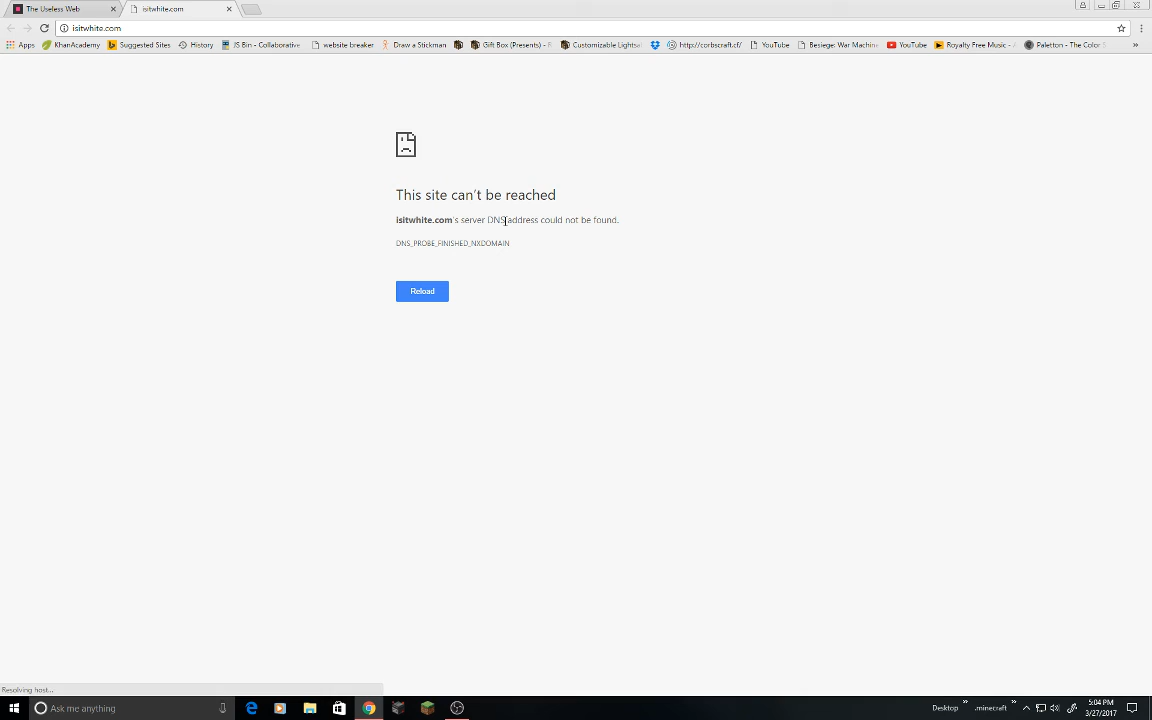 The Useless Web
isitwhite.com
isitwhite.com
Apps KhanAcademy Suggested Sites History JS Bin - Collaborative website breaker Draw a Stickman Gift Box (Presents) - F Customizable Lightsa http://corbscraft.cf/ YouTube Besiege: War Machin YouTube Royalty Free Music - Paletton - The Color S »
This site can't be reached
isitwhite.com's server DNS address could not be found.
DNS_PROBE_FINISHED_NXDOMAIN
Reload
Resolving host...
Ask me anything
Desktop » .minecraft » 5:04 PM
3/27/2017